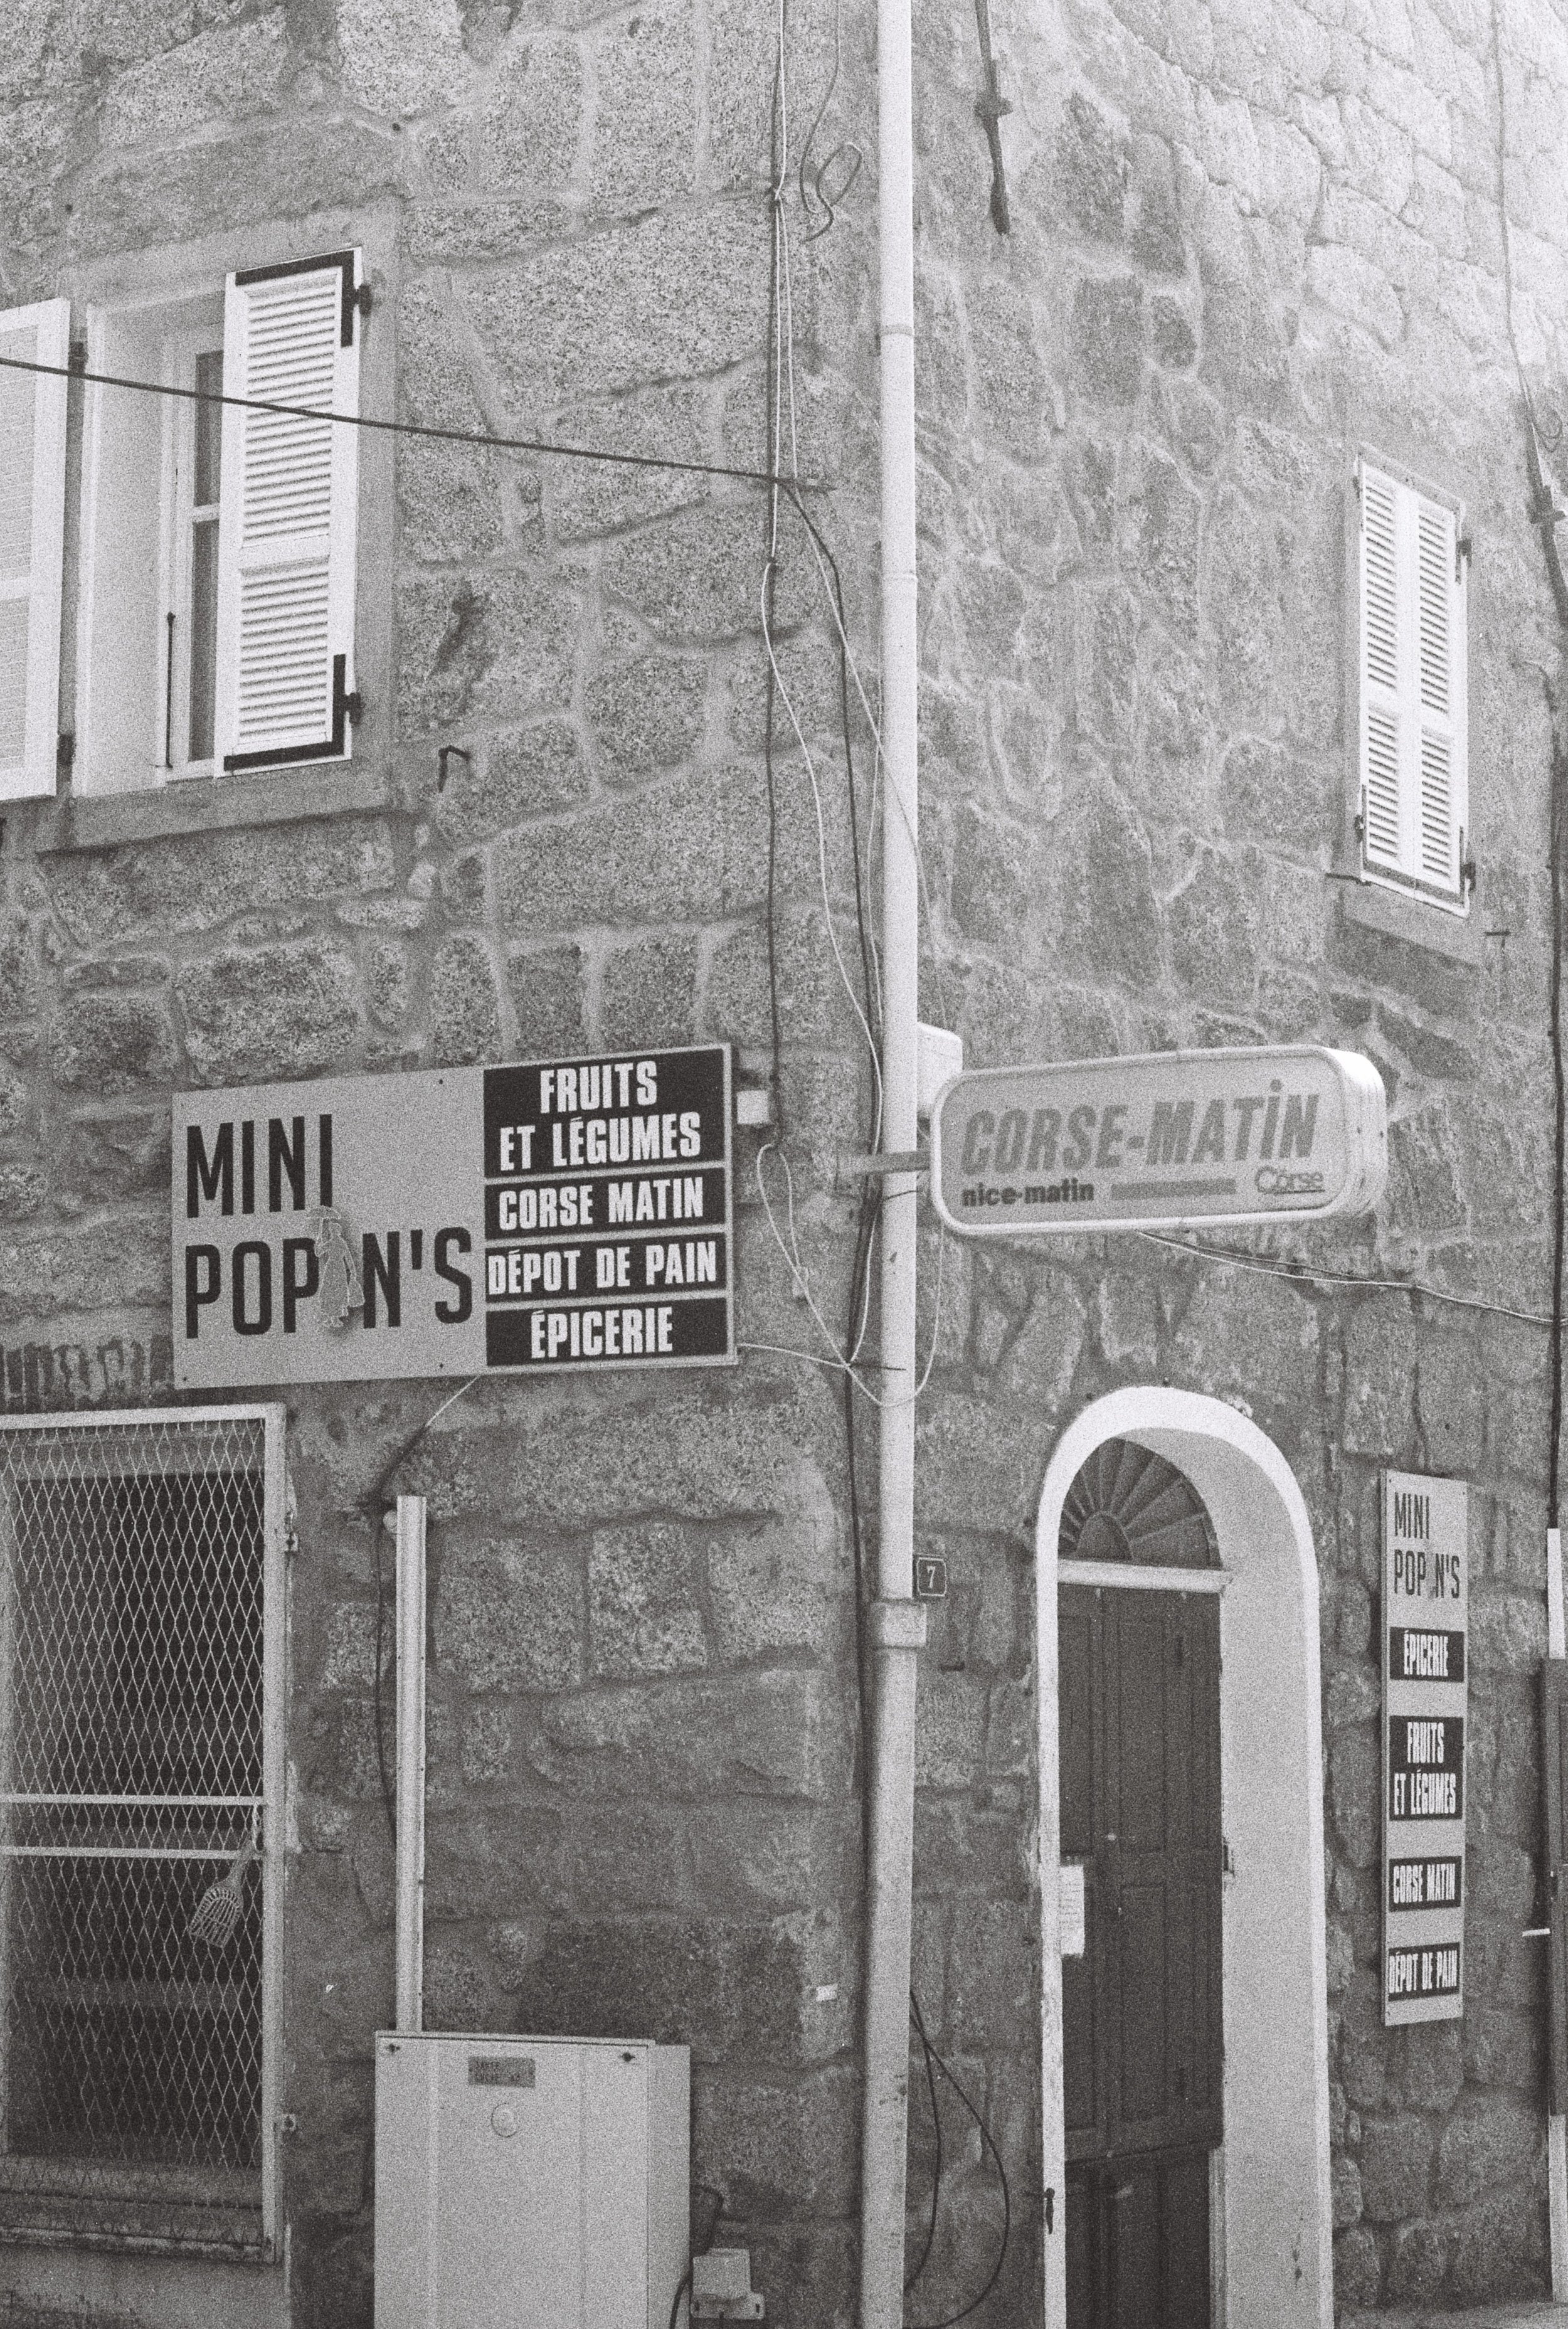 MINI
POP N'S
FRUITS
ET LÉGUMES
CORSE MATIN
DÉPOT DE PAIN
ÉPICERIE
CORSE-MATİN
nice-matin
Corse
7
MINI
POP N'S
ÉPICERIE
FRUITS
ET LÉGUMES
CORSE MATIN
DÉPOT DE PAIN